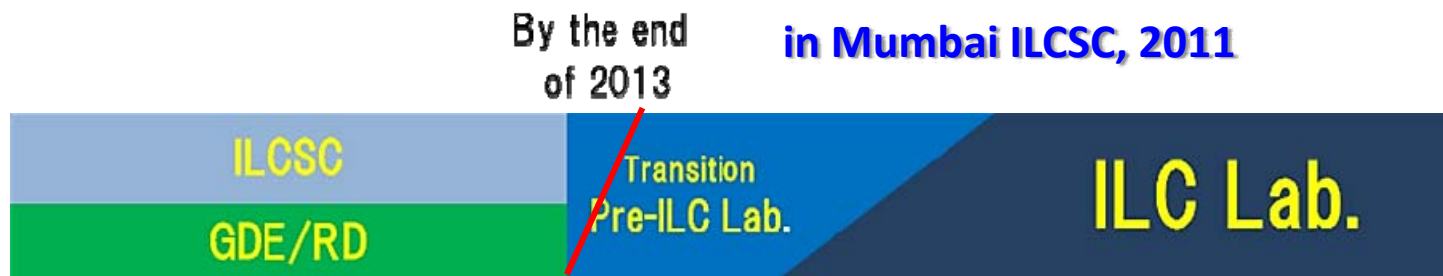 By the end
of 2013
in Mumbai ILCSC, 2011
ILCSC
GDE/RD
Transition
Pre-ILC Lab.
ILC Lab.